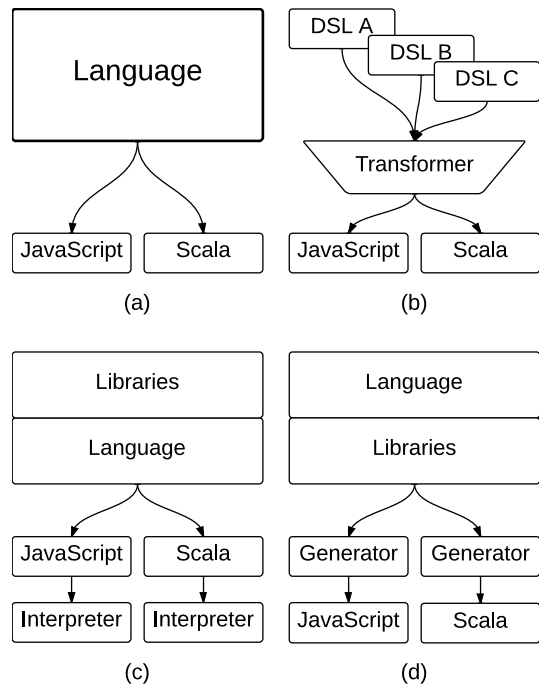 Language
JavaScript Scala
(a)
DSL A
DSL B
DSL C
Transformer
JavaScript Scala
(b)
Libraries
Language
JavaScript Scala
Interpreter Interpreter
(c)
Language
Libraries
Generator Generator
JavaScript Scala
(d)